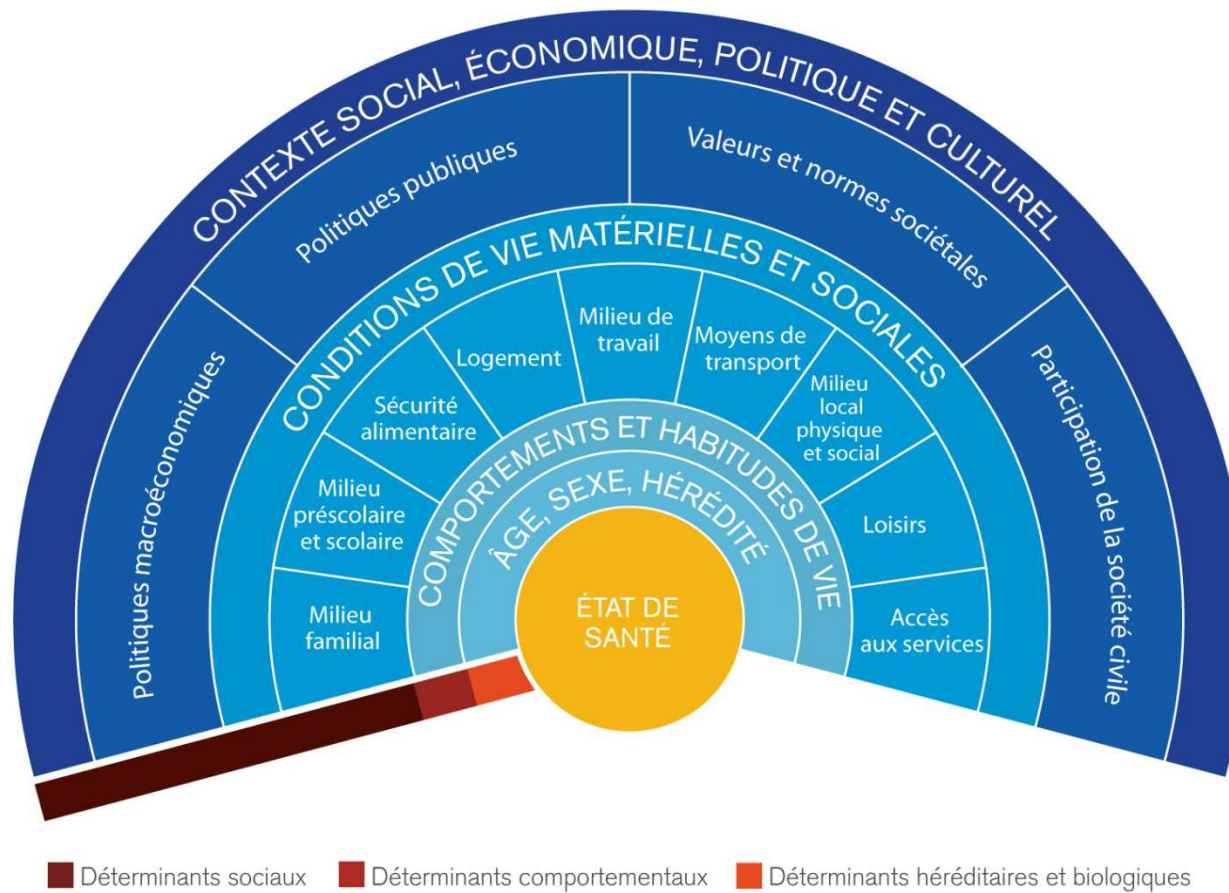 CONTEXTE SOCIAL, ÉCONOMIQUE, POLITIQUE ET CULTUREL
Politiques macroéconomiques
Politiques publiques
Valeurs et normes sociétales
Participation de la société civile
CONDITIONS DE VIE MATÉRIELLES ET SOCIALES
Milieu
familial
Milieu
préscolaire
et scolaire
Sécurité
alimentaire
Logement
Milieu de
travail
Moyens de
transport
Milieu
local
physique
et social
Loisirs
Accès
aux services
COMPORTEMENTS ET HABITUDES DE VIE
ÂGE, SEXE, HÉRÉDITÉ
ÉTAT DE
SANTÉ
Déterminants sociaux
Déterminants comportementaux
Déterminants héréditaires et biologiques